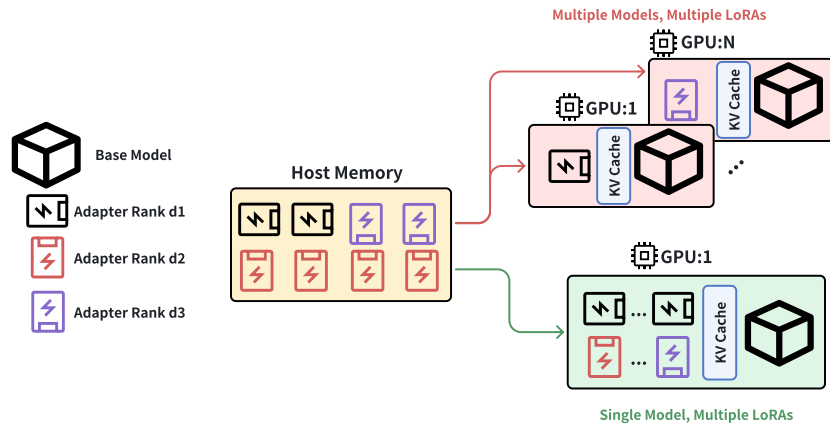 Multiple Models, Multiple LoRAs
GPU:N
KV Cache
GPU:1
KV Cache
Base Model
Host Memory
Adapter Rank d1
Adapter Rank d2
Adapter Rank d3
GPU:1
KV Cache
Single Model, Multiple LoRAs